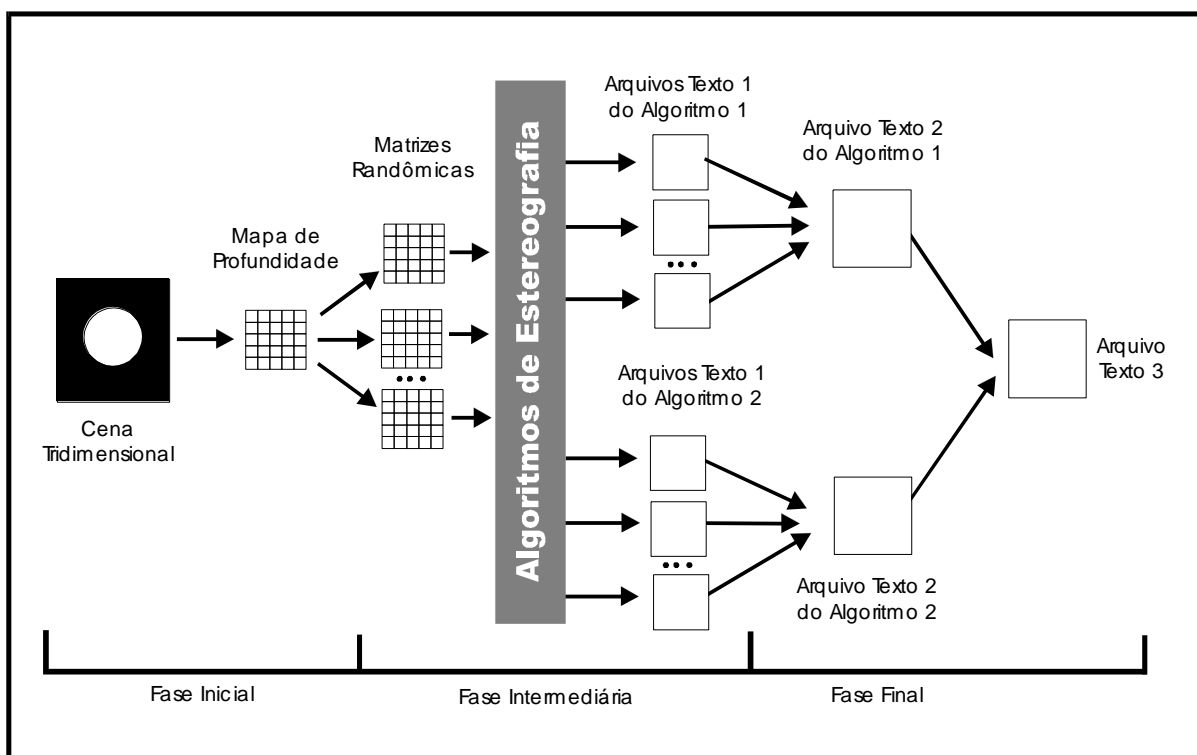 Arquivos Texto 1
do Algoritmo 1
Arquivo Texto 2
do Algoritmo 1
Matrizes
Randômicas
Mapa de
Profundidade
Algoritmos de Estereografia
Cena
Tridimensional
Arquivos Texto 1
do Algoritmo 2
Arquivo
Texto 3
Arquivo Texto 2
do Algoritmo 2
Fase Inicial
Fase Intermediária
Fase Final